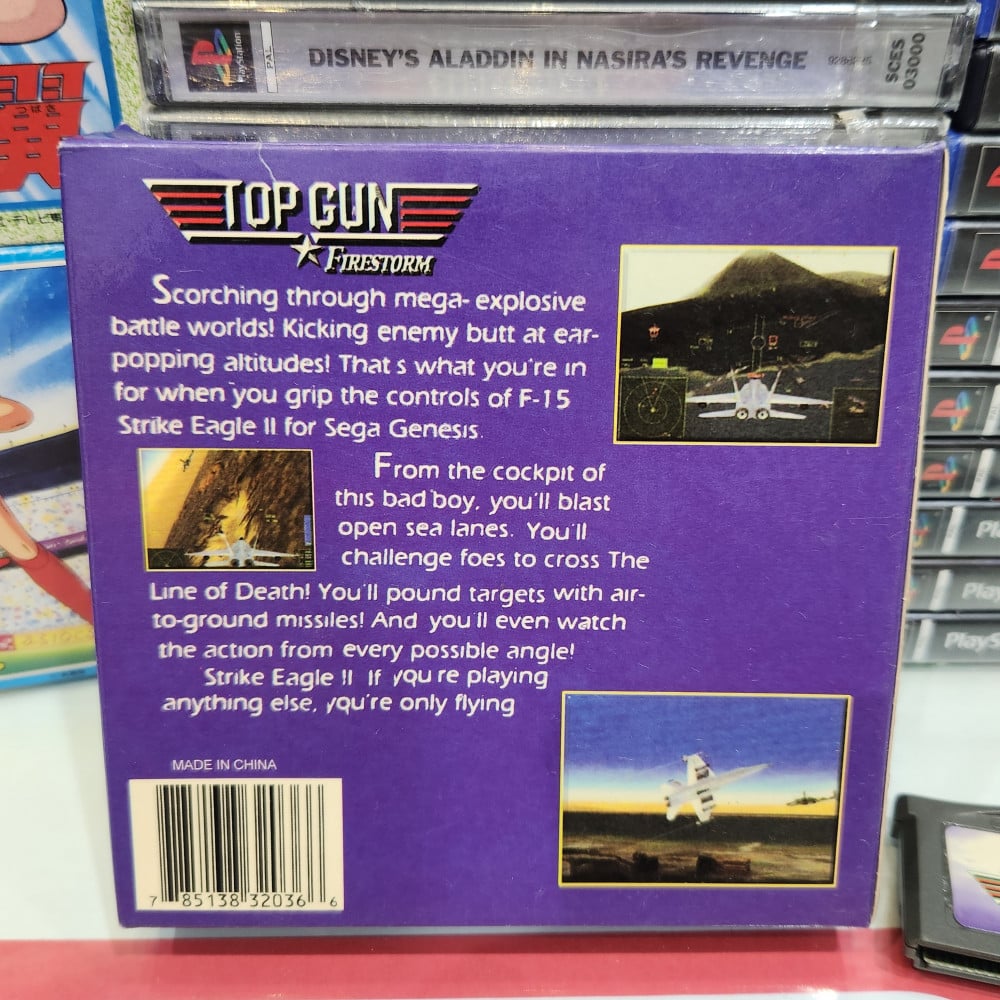 PlayStation
PAL
DISNEY'S ALADDIN IN NASIRA'S REVENGE
SCES
03000
つばさ
翼
TOP GUN
FIRESTORM
Scorching through mega- explosive
battle worlds! Kicking enemy butt at ear-
popping altitudes! That s what you're in
for when you grip the controls of F-15
Strike Eagle II for Sega Genesis.
From the cockpit of
this bad boy, you'll blast
open sea lanes. You'll
challenge foes to cross The
Line of Death! You'll pound targets with air-
to-ground missiles! And you'll even watch
the action from every possible angle!
Strike Eagle II If you re playing
anything else, you're only flying
MADE IN CHINA
7 85138 32036 6